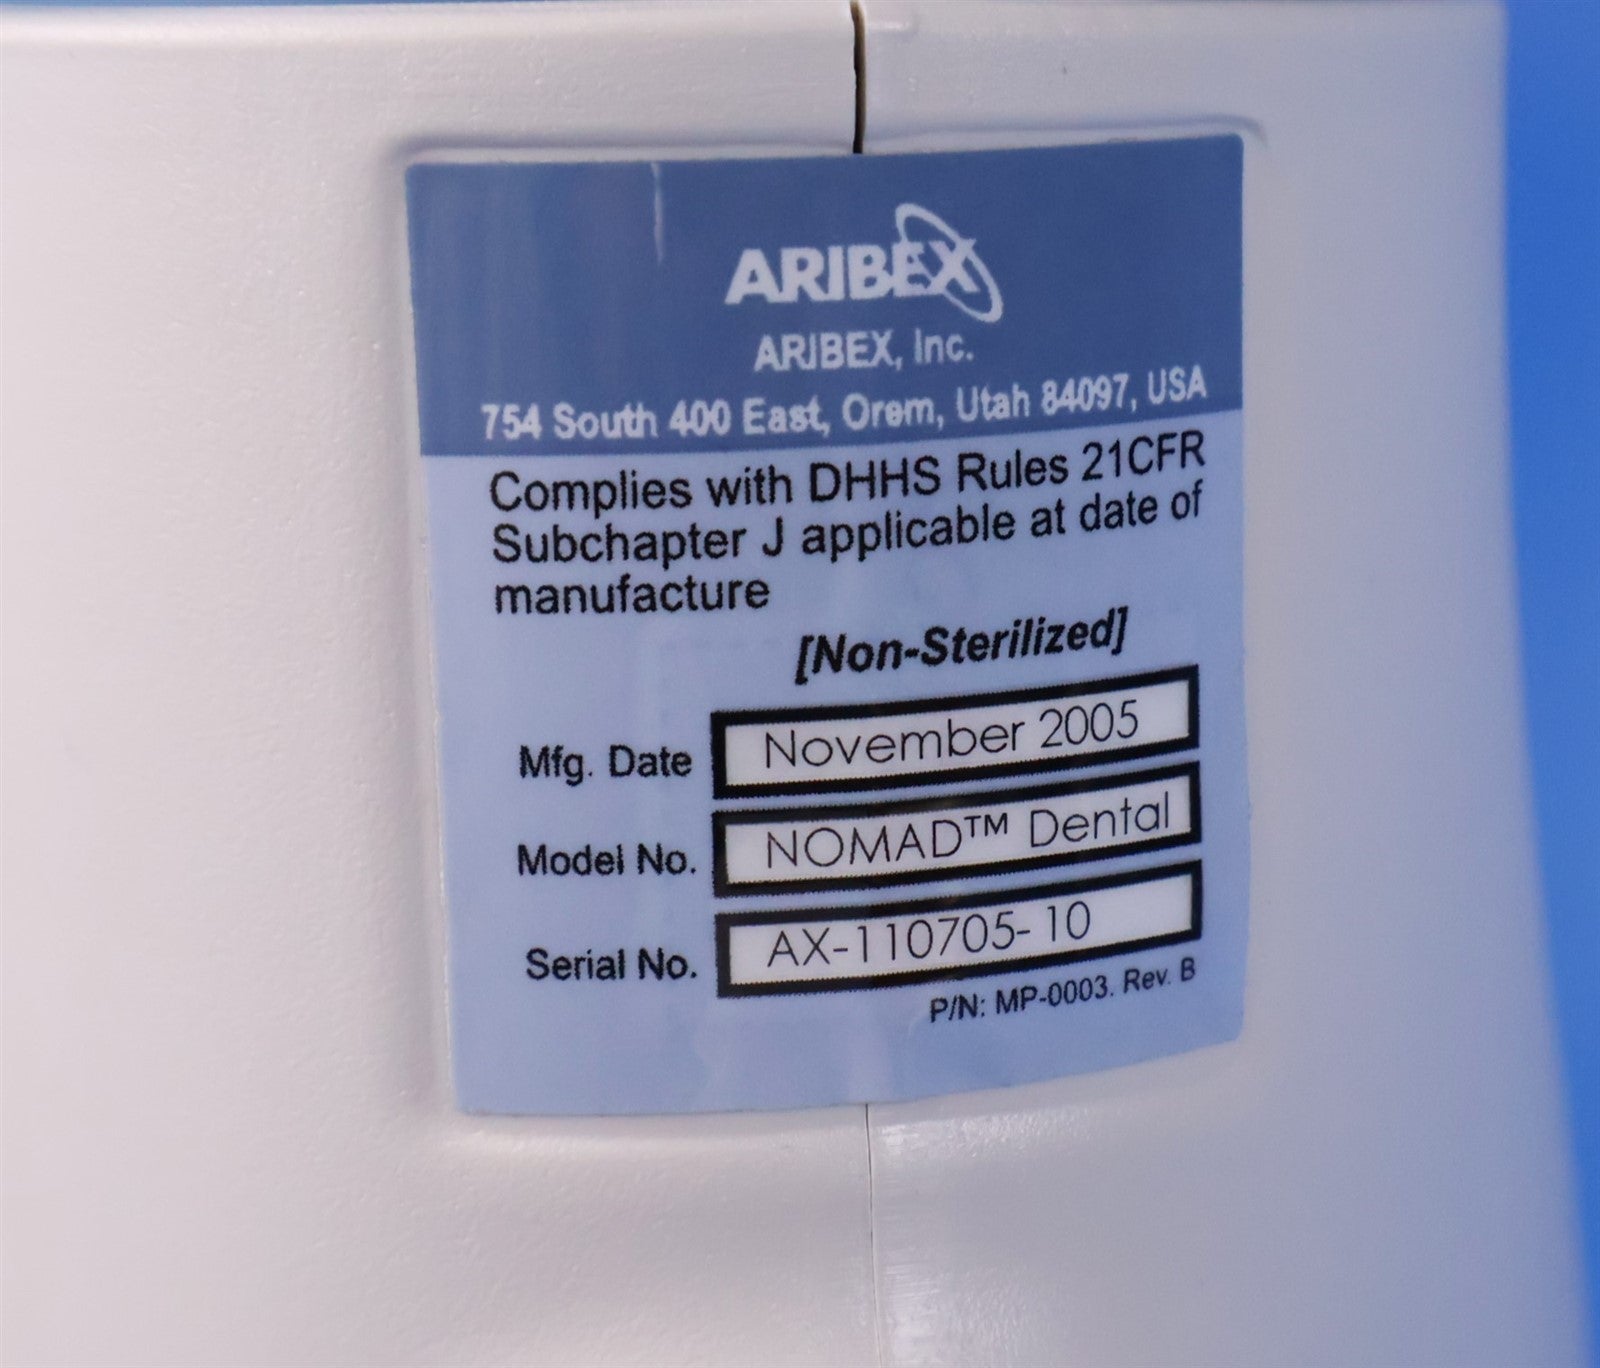 ARIBEX
ARIBEX, Inc.
754 South 400 East, Orem, Utah 84097, USA
Complies with DHHS Rules 21CFR
Subchapter J applicable at date of
manufacture
[Non-Sterilized]
Mfg. Date November 2005
Model No. NOMAD™ Dental
Serial No. AX-110705-10
P/N: MP-0003. Rev. B